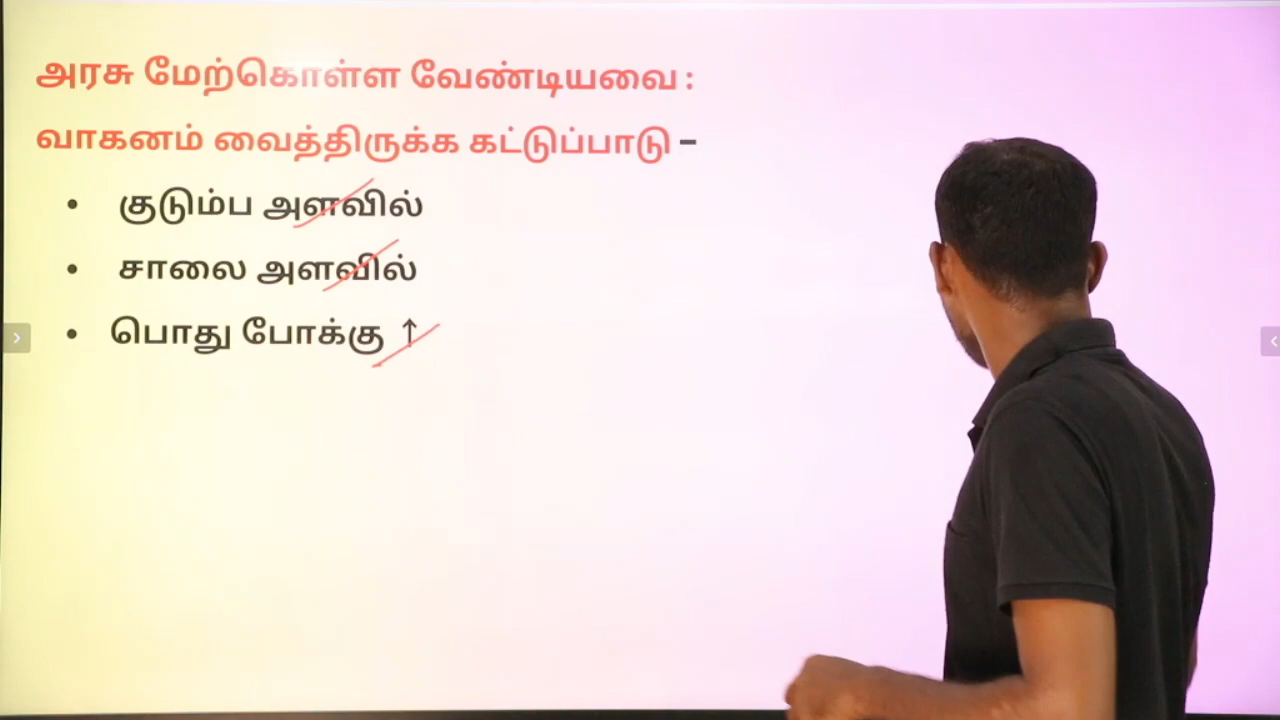 அரசு மேற்கொள்ள வேண்டியவை :
வாகனம் வைத்திருக்க கட்டுப்பாடு –
• குடும்ப அளவில்
• சாலை அளவில்
• பொது போக்கு ↑